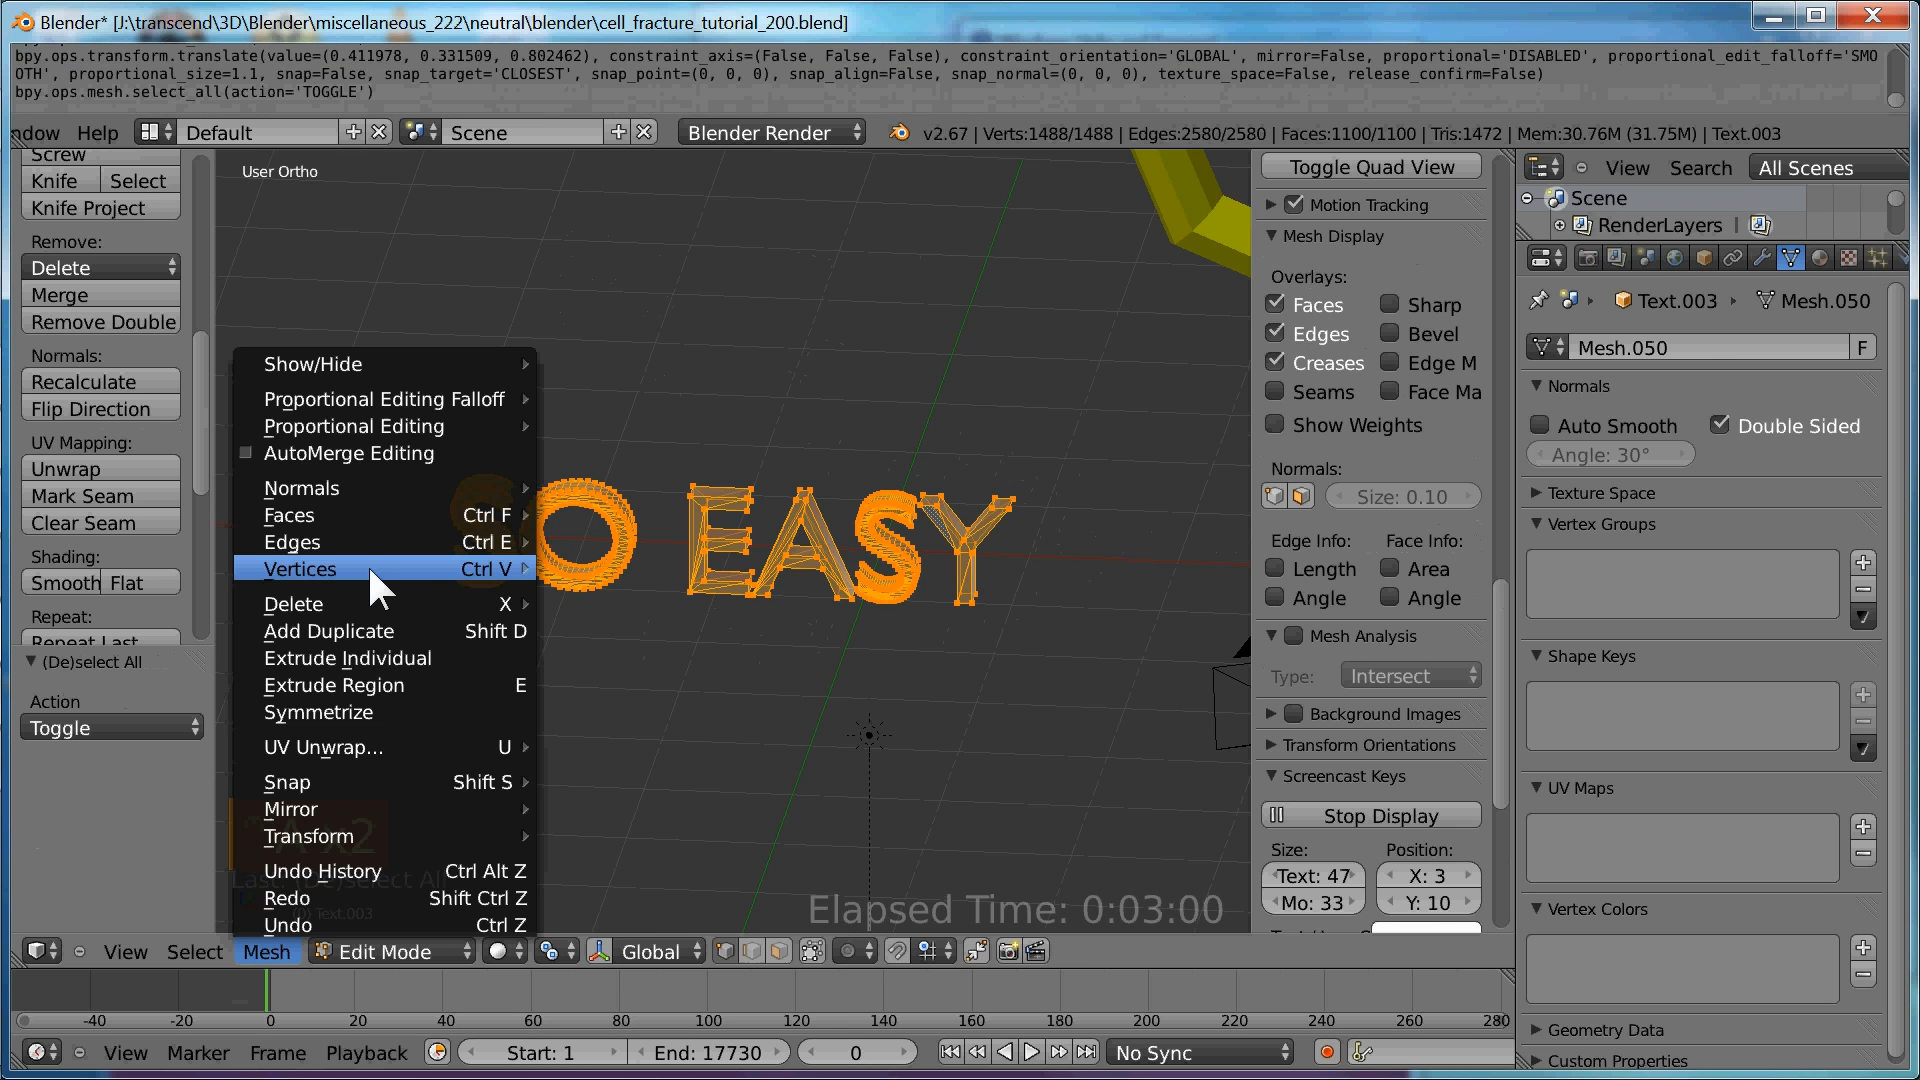 Blender* [J:\transcend\3D\Blender\miscellaneous_222\neutral\blender\cell_fracture_tutorial_200.blend]
bpy.ops.transform.translate(value=(0.411978, 0.331509, 0.802462), constraint_axis=(False, False, False), constraint_orientation='GLOBAL', mirror=False, proportional='DISABLED', proportional_edit_falloff='SMO
OTH', proportional_size=1.1, snap=False, snap_target='CLOSEST', snap_point=(0, 0, 0), snap_align=False, snap_normal=(0, 0, 0), texture_space=False, release_confirm=False)
bpy.ops.mesh.select_all(action='TOGGLE')
ndow Help Default Scene Blender Render v2.67 | Verts:1488/1488 | Edges:2580/2580 | Faces:1100/1100 | Tris:1472 | Mem:30.76M (31.75M) | Text.003
Screw
Knife Select
Knife Project
Remove:
Delete
Merge
Remove Double
Normals:
Recalculate
Flip Direction
UV Mapping:
Unwrap
Mark Seam
Clear Seam
Shading:
Smooth Flat
Repeat:
Repeat Last
(De)select All
Action
Toggle
User Ortho
Show/Hide
Proportional Editing Falloff
Proportional Editing
AutoMerge Editing
Normals
Faces Ctrl F
Edges Ctrl E
Vertices Ctrl V
Delete X
Add Duplicate Shift D
Extrude Individual
Extrude Region E
Symmetrize
UV Unwrap... U
Snap Shift S
Mirror
Transform
Undo History Ctrl Alt Z
Redo Shift Ctrl Z
Undo Ctrl Z
A x2
Last: (De)select All
(0) Text.003
SO EASY
Elapsed Time: 0:03:00
Toggle Quad View
Motion Tracking
Mesh Display
Overlays:
Faces Sharp
Edges Bevel
Creases Edge M
Seams Face Ma
Show Weights
Normals:
Size: 0.10
Edge Info: Face Info:
Length Area
Angle Angle
Mesh Analysis
Type: Intersect
Background Images
Transform Orientations
Screencast Keys
Stop Display
Size: Position:
Text: 47 X: 3
Mo: 33 Y: 10
View Search All Scenes
Scene
RenderLayers
Text.003 Mesh.050
Mesh.050 F
Normals
Auto Smooth Double Sided
Angle: 30°
Texture Space
Vertex Groups
Shape Keys
UV Maps
Vertex Colors
Geometry Data
Custom Properties
View Select Mesh Edit Mode Global
-40 -20 0 20 40 60 80 100 120 140 160 180 200 220 240 260 280
View Marker Frame Playback Start: 1 End: 17730 0 No Sync